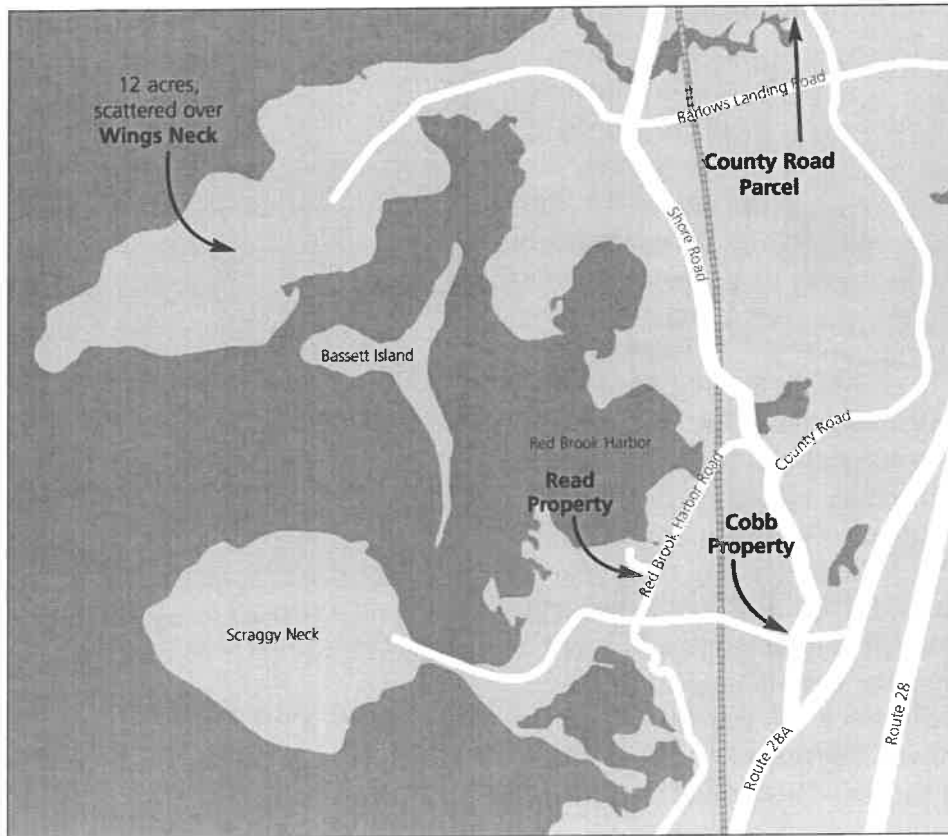 12 acres,
scattered over
Wings Neck
Barlows Landing Road
County Road
Parcel
Shore Road
Bassett Island
Red Brook Harbor
County Road
Read
Property
Red Brook Harbor Road
Cobb
Property
Scraggy Neck
Route 28A
Route 28